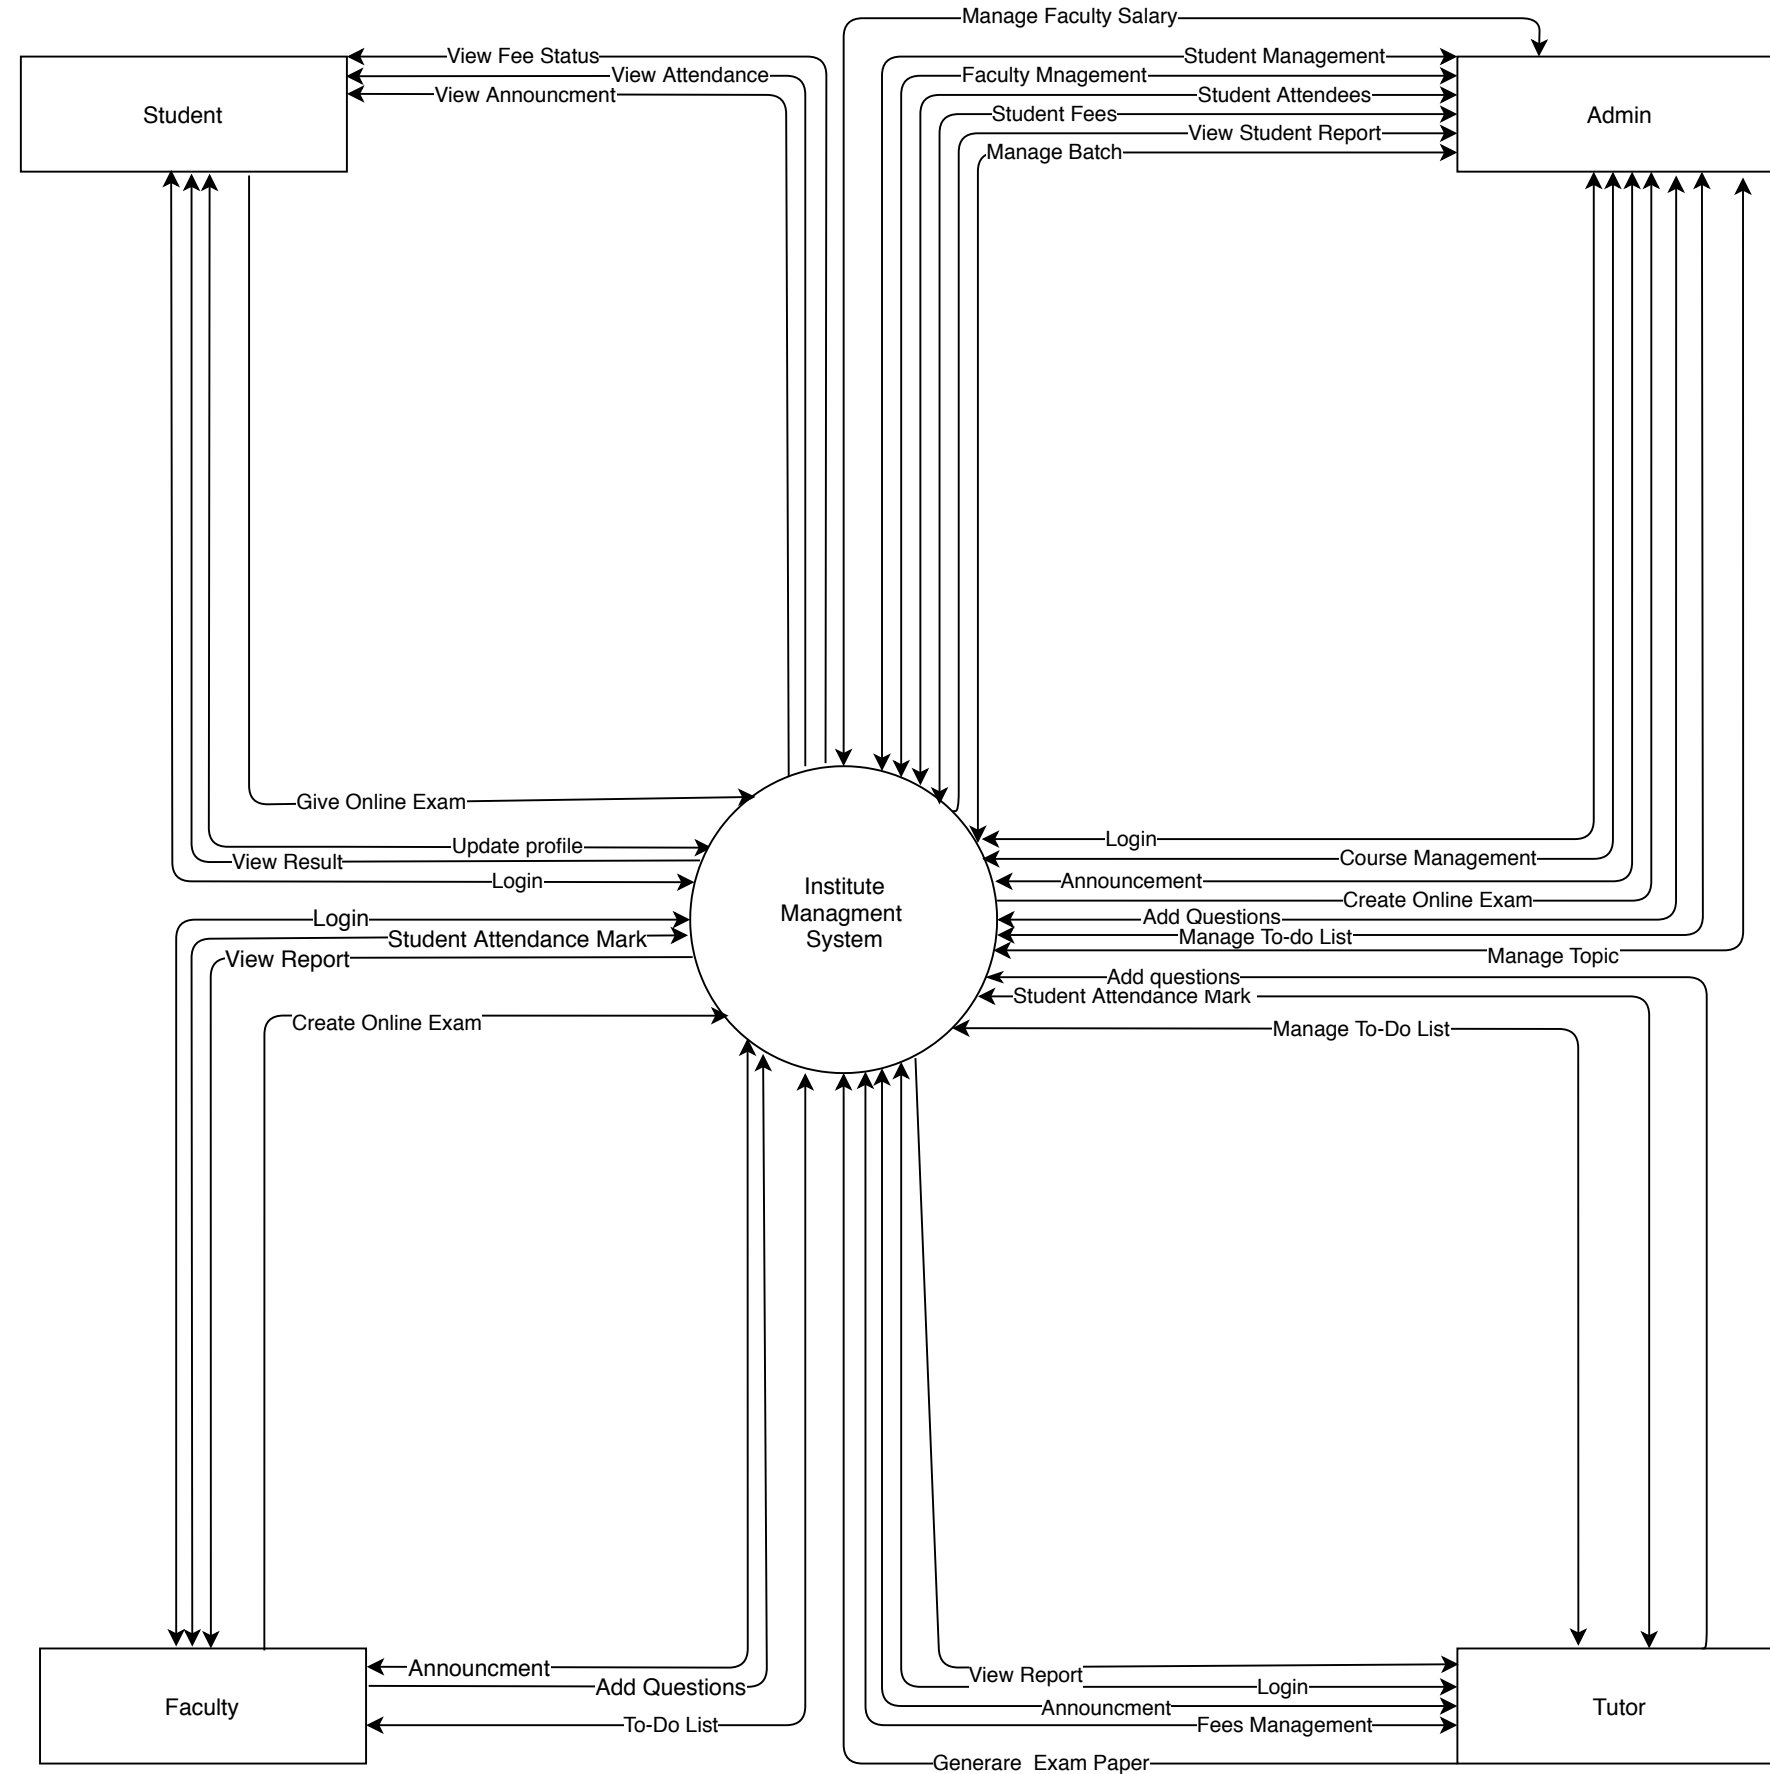 Manage Faculty Salary
View Fee Status
Student Management
View Attendance
Faculty Mnagement
View Announcment
Student Attendees
Student
Student Fees
Admin
View Student Report
Manage Batch
Give Online Exam
Update profile
Login
View Result
Course Management
Login
Announcement
Institute
Managment
System
Create Online Exam
Login
Add Questions
Student Attendance Mark
Manage To-do List
View Report
Manage Topic
Add questions
Student Attendance Mark
Create Online Exam
Manage To-Do List
Announcment
View Report
Add Questions
Login
Faculty
Announcment
Tutor
To-Do List
Fees Management
Generare  Exam Paper